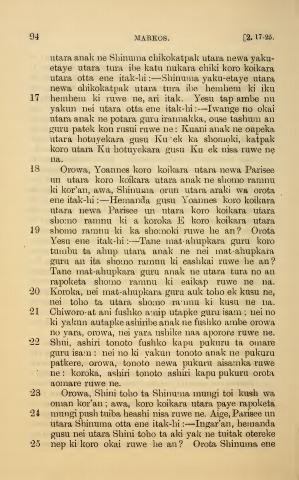 94 MARKOS. [2. 17-25.
utara anak ne Shinuma chikokatpak utara newa yaku-
etaye utara tura ibe katu nukara chiki koro koikara
utara otta ene itak-hi:—Shinuma yaku-etaye utara
newa chikokatpak utara tura ibe hembem ki iku
17 hembem ki ruwe ne, ari itak. Yesu tap ambe nu
yakun nei utara otta ene itak-hi:—Iwange no okai
utara anak ne potara guru iramakka, ouse tashum an
guru patek kon rusui ruwe ne: Kuani anak ne oupeka
utara hotuyekara gusu Ku ek ka shomoki, katpak
koro utara Ku hotuyekara gusu Ku ek nisa ruwe ne
na.
18 Orowa, Yoannes koro koikara utara newa Parisee
un utara koro koikara utara anak ne shomo ramnu
ki kor'an, awa, Shinuma orun utara araki wa orota
ene itak-hi:—Hemanda gusu Yoannes koro koikara
utara newa Parisee un utara koro koikara utara
shomo ramnu ki a koroka E koro koikara utara
19 shomo ramnu ki ka shomoki ruwe he an? Orota
Yesu ene itak-hi:—Tane mat-ahupkara guru koro
tumbu ta ahup utara anak ne nei mat-ahupkara
guru an ita shomo ramnu ki eashkai ruwe he an?
Tane mat-ahupkara guru anak ne utara tura no an
rapoketa shomo ramnu ki eaikap ruwe ne na.
20 Koroka, nei mat-ahupkara guru auk toho ek kusu ne,
nei toho ta utara shomo ramnu ki kusu ne na.
21 Chiworo-at ani fushko amip utapke guru isam; nei no
ki yakun autapke ashiribe anak ne fushko ambe orowa
no yara, orowa, nei yara ushike naa aporore ruwe ne.
22 Shui, ashiri tonoto fushko kapu pukuru ta omare
guru isam: nei no ki yakun tonoto anak ne pukuru
patkere, orowa, tonoto newa pukuru aisamka ruwe
ne: koroka, ashiri tonoto ashiri kapu pukuru orota
aomare ruwe ne.
23 Orowa, Shini toho ta Shinuma mungi toi kush wa
oman kor'an; awa, koro koikara utara paye rapoketa
24 mungi push tuiba heashi nisa ruwe ne. Aige, Parisee un
utara Shinuma otta ene itak-hi:—Ingar'an, hemanda
gusu nei utara Shini toho ta aki yak ne tuitak otereke
25 nep ki koro okai ruwe he an? Orota Shinuma ene